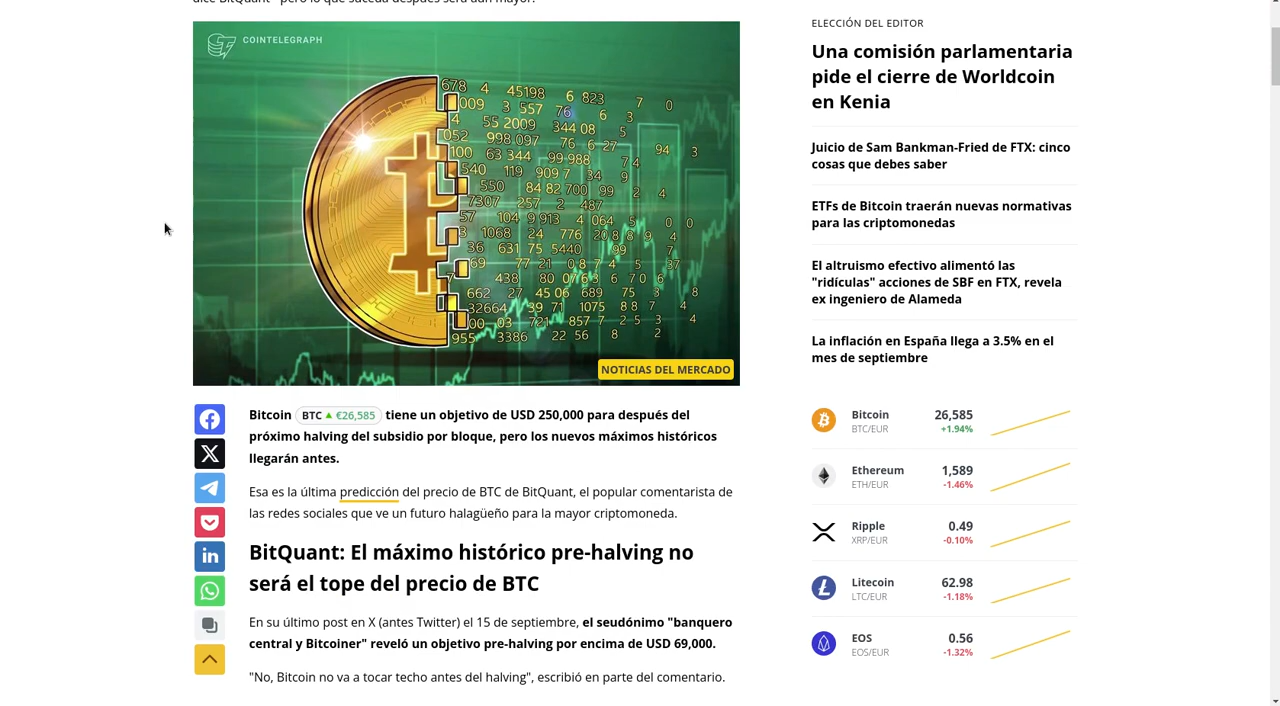 COINTELEGRAPH
NOTICIAS DEL MERCADO
Bitcoin BTC €26,585 tiene un objetivo de USD 250,000 para después del
próximo halving del subsidio por bloque, pero los nuevos máximos históricos
llegarán antes.
Esa es la última predicción del precio de BTC de BitQuant, el popular comentarista de
las redes sociales que ve un futuro halagüeño para la mayor criptomoneda.
BitQuant: El máximo histórico pre-halving no
será el tope del precio de BTC
En su último post en X (antes Twitter) el 15 de septiembre, el seudónimo "banquero
central y Bitcoiner" reveló un objetivo pre-halving por encima de USD 69,000.
"No, Bitcoin no va a tocar techo antes del halving", escribió en parte del comentario.
ELECCIÓN DEL EDITOR
Una comisión parlamentaria
pide el cierre de Worldcoin
en Kenia
Juicio de Sam Bankman-Fried de FTX: cinco
cosas que debes saber
ETFs de Bitcoin traerán nuevas normativas
para las criptomonedas
El altruismo efectivo alimentó las
"ridículas" acciones de SBF en FTX, revela
ex ingeniero de Alameda
La inflación en España llega a 3.5% en el
mes de septiembre
Bitcoin 26,585
BTC/EUR +1.94%
Ethereum 1,589
ETH/EUR -1.46%
Ripple 0.49
XRP/EUR -0.10%
Litecoin 62.98
LTC/EUR -1.18%
EOS 0.56
EOS/EUR -1.32%